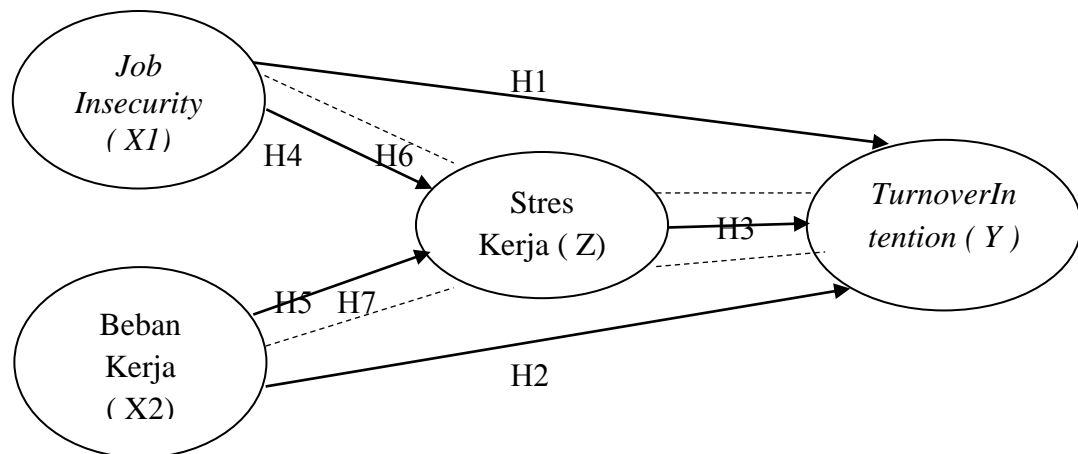 Job
Insecurity
( X1)
H1
H4
H6
Stres
Kerja ( Z)
H3
TurnoverIn
tention ( Y )
H5
H7
Beban
Kerja
( X2)
H2